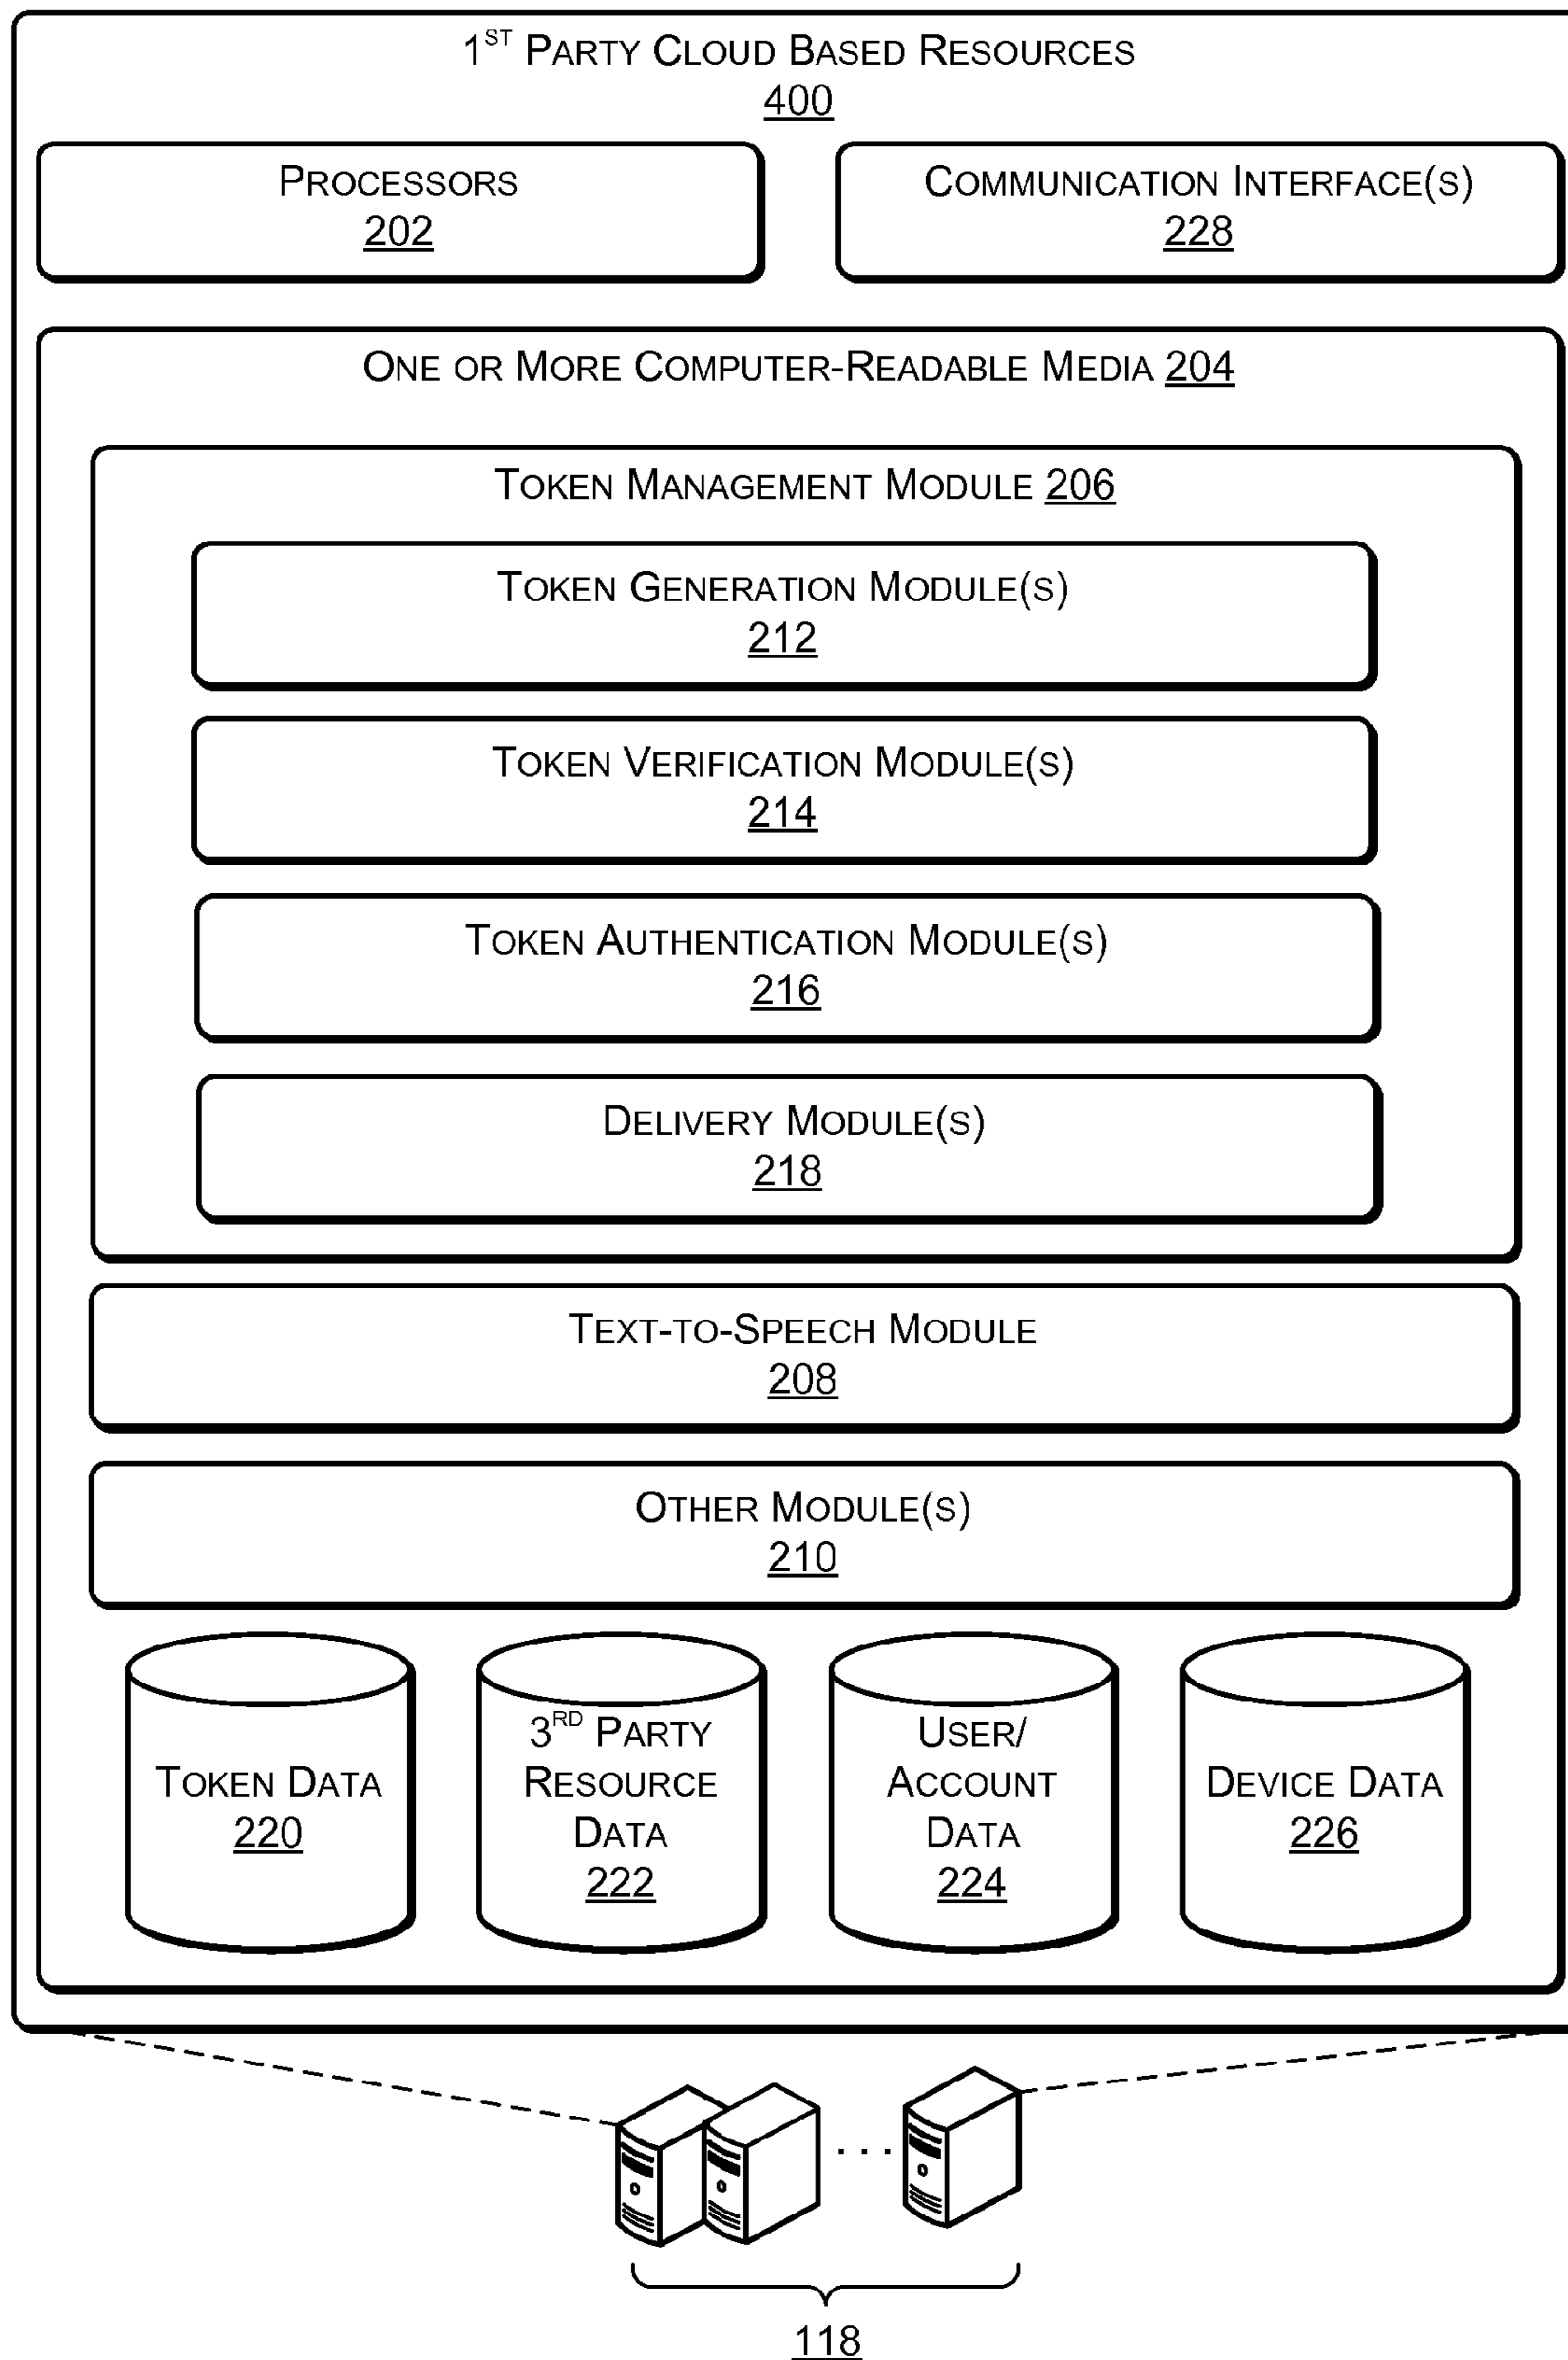 1ST PARTY CLOUD BASED RESOURCES
400
PROCESSORS
202
COMMUNICATION INTERFACE(S)
228
ONE OR MORE COMPUTER-READABLE MEDIA 204
TOKEN MANAGEMENT MODULE 206
TOKEN GENERATION MODULE(S)
212
TOKEN VERIFICATION MODULE(S)
214
TOKEN AUTHENTICATION MODULE(S)
216
DELIVERY MODULE(S)
218
TEXT-TO-SPEECH MODULE
208
OTHER MODULE(S)
210
TOKEN DATA
220
3RD PARTY
RESOURCE
DATA
222
USER/
ACCOUNT
DATA
224
DEVICE DATA
226
...
118